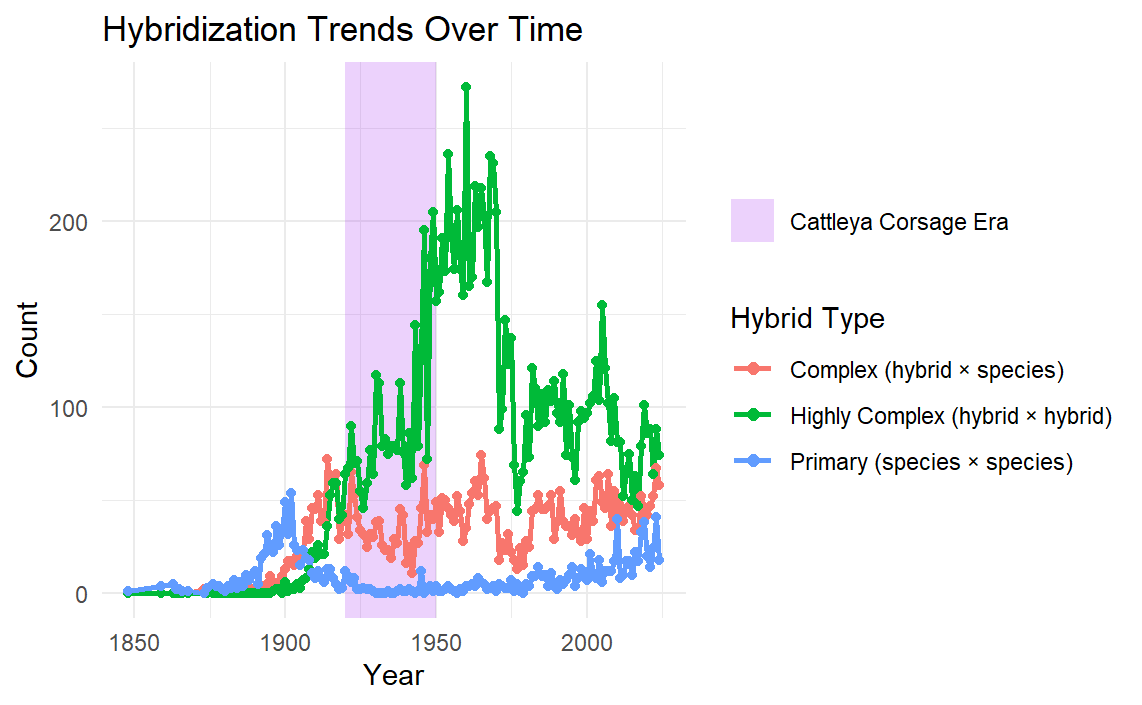 Hybridization Trends Over Time
200
100
0
Count
1850 1900 1950 2000
Year
Cattleya Corsage Era
Hybrid Type
Complex (hybrid × species)
Highly Complex (hybrid × hybrid)
Primary (species × species)